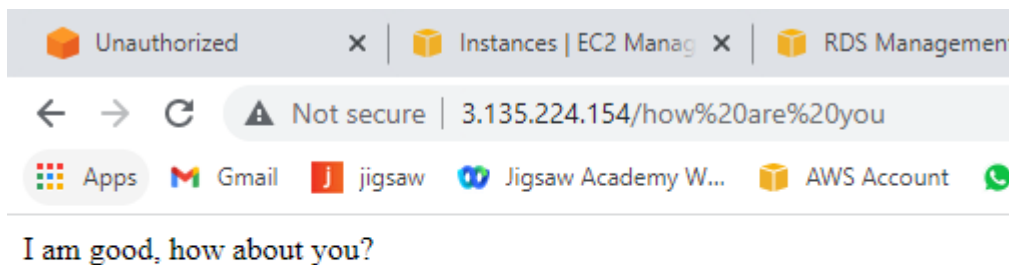 Unauthorized × Instances | EC2 Manag × RDS Management
Not secure 3.135.224.154/how%20are%20you
Apps Gmail j jigsaw Jigsaw Academy W... AWS Account
I am good, how about you?